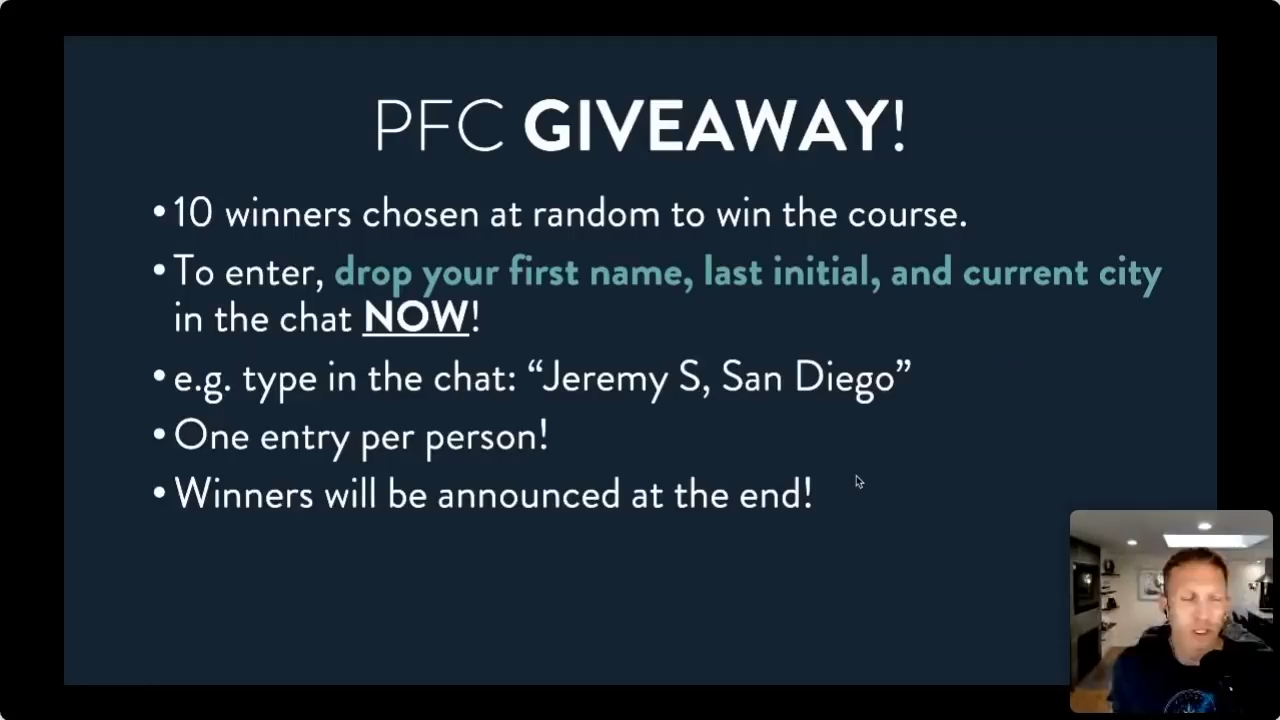 PFC GIVEAWAY!
•10 winners chosen at random to win the course.
•To enter, drop your first name, last initial, and current city
in the chat NOW!
•e.g. type in the chat: “Jeremy S, San Diego”
•One entry per person!
•Winners will be announced at the end!